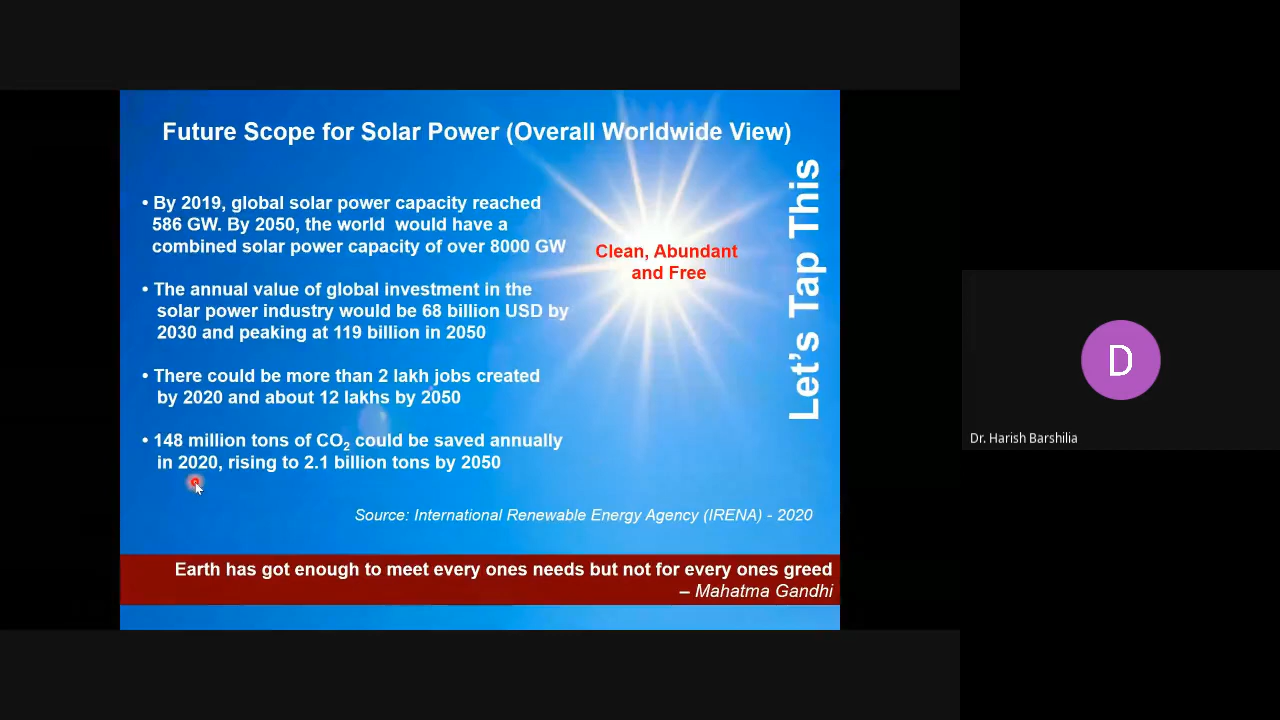 Future Scope for Solar Power (Overall Worldwide View)
• By 2019, global solar power capacity reached
586 GW. By 2050, the world would have a
combined solar power capacity of over 8000 GW
• The annual value of global investment in the
solar power industry would be 68 billion USD by
2030 and peaking at 119 billion in 2050
• There could be more than 2 lakh jobs created
by 2020 and about 12 lakhs by 2050
• 148 million tons of CO₂ could be saved annually
in 2020, rising to 2.1 billion tons by 2050
Clean, Abundant
and Free
Let's Tap This
Source: International Renewable Energy Agency (IRENA) - 2020
Earth has got enough to meet every ones needs but not for every ones greed
– Mahatma Gandhi
D
Dr. Harish Barshilia